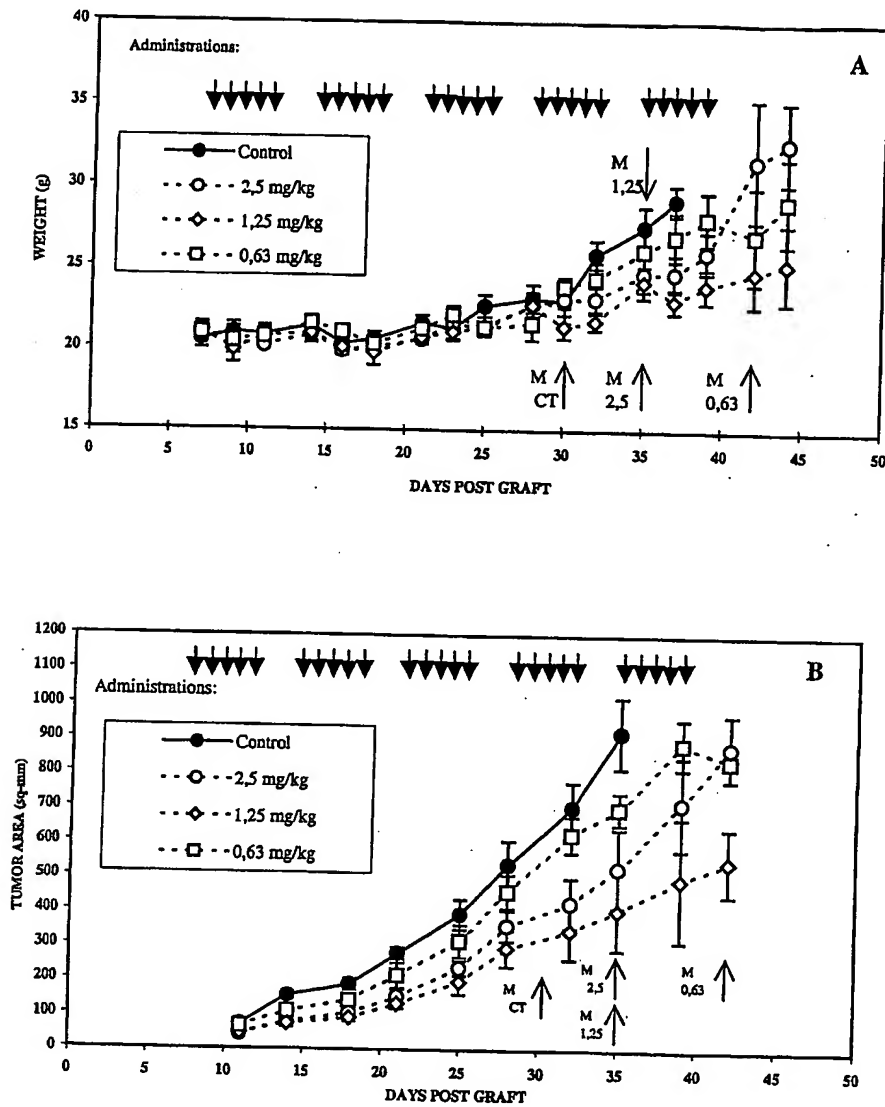 40
35
30
25
20
15
WEIGHT (g)
Administrations:
A
Control
2,5 mg/kg
1,25 mg/kg
0,63 mg/kg
M
1,25
M
CT
M
2,5
M
0,63
0 5 10 15 20 25 30 35 40 45 50
DAYS POST GRAFT
1200
1100
1000
900
800
700
600
500
400
300
200
100
0
TUMOR AREA (sq-mm)
Administrations:
B
Control
2,5 mg/kg
1,25 mg/kg
0,63 mg/kg
M
CT
M
2,5
M
1,25
M
0,63
0 5 10 15 20 25 30 35 40 45 50
DAYS POST GRAFT